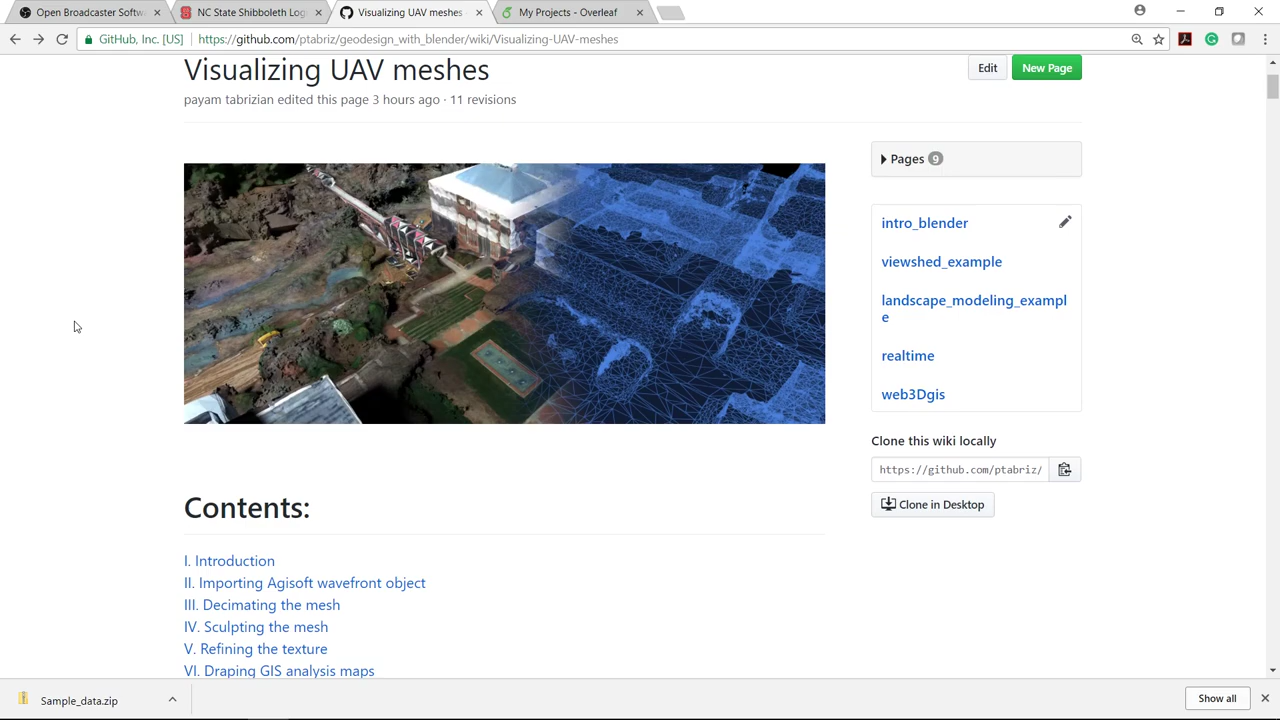 Open Broadcaster Softwa
NC State Shibboleth Log
Visualizing UAV meshes
My Projects - Overleaf
GitHub, Inc. [US]
https://github.com/ptabriz/geodesign_with_blender/wiki/Visualizing-UAV-meshes
Visualizing UAV meshes
Edit
New Page
payam tabrizian edited this page 3 hours ago · 11 revisions
Pages 9
intro_blender
viewshed_example
landscape_modeling_exampl
e
realtime
web3Dgis
Clone this wiki locally
https://github.com/ptabriz/
Clone in Desktop
Contents:
I. Introduction
II. Importing Agisoft wavefront object
III. Decimating the mesh
IV. Sculpting the mesh
V. Refining the texture
VI. Draping GIS analysis maps
Sample_data.zip
Show all